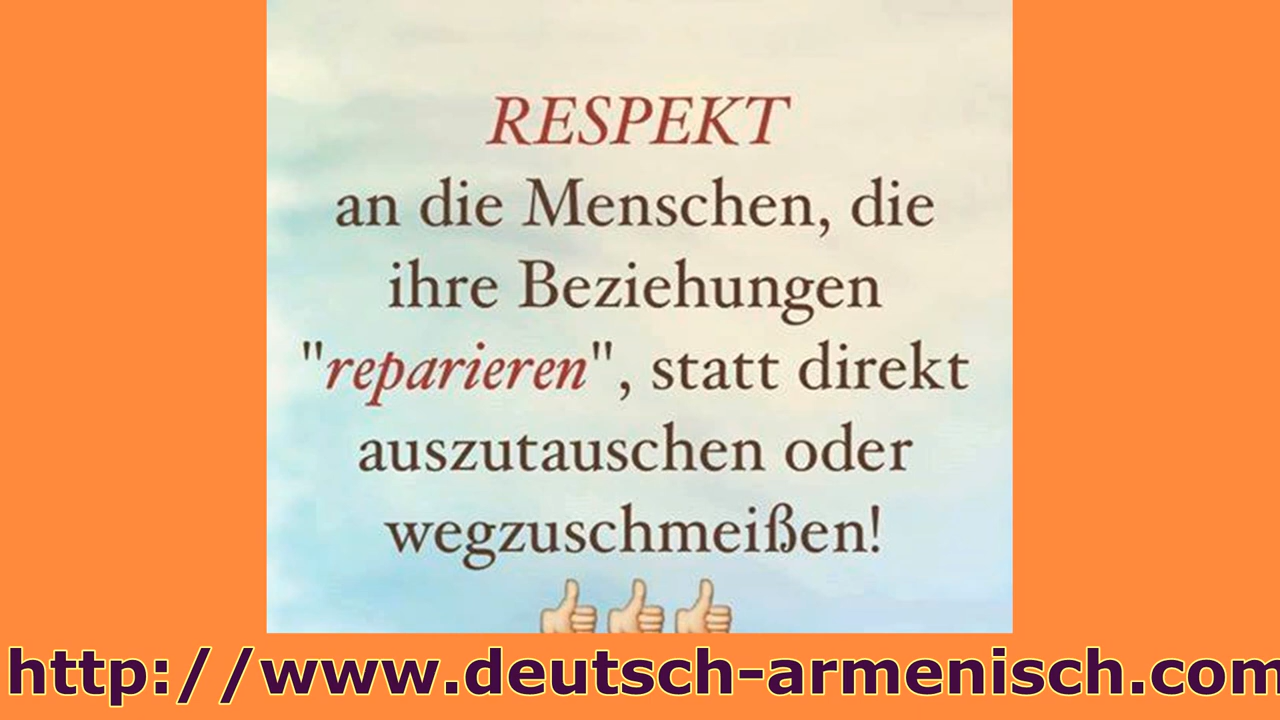 RESPEKT
an die Menschen, die
ihre Beziehungen
"reparieren", statt direkt
auszutauschen oder
wegzuschmeißen!
http://www.deutsch-armenisch.com